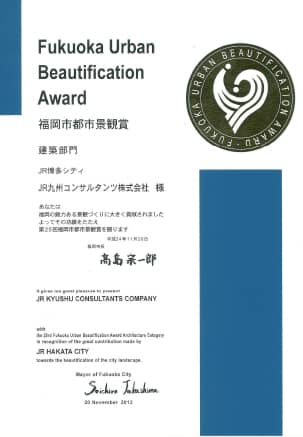 Fukuoka Urban
Beautification
Award
福岡市都市景観賞
建築部門
JR博多シティ
JR九州コンサルタンツ株式会社 様
あなたは
福岡の魅力ある景観づくりに大きく貢献されました
よってその功績をたたえ
第25回福岡市都市景観賞を贈ります
平成24年11月20日
福岡市長
高島宗一郎
FUKUOKA URBAN BEAUTIFICATION AWARD
It gives me great pleasure to present
JR KYUSHU CONSULTANTS COMPANY
with
the 25rd Fukuoka Urban Beautification Award Architecture Category
in recognition of the great contribution made by
JR HAKATA CITY
towards the beautification of the city landscape.
Mayor of Fukuoka City
Soichiro Takashima
20 November 2012